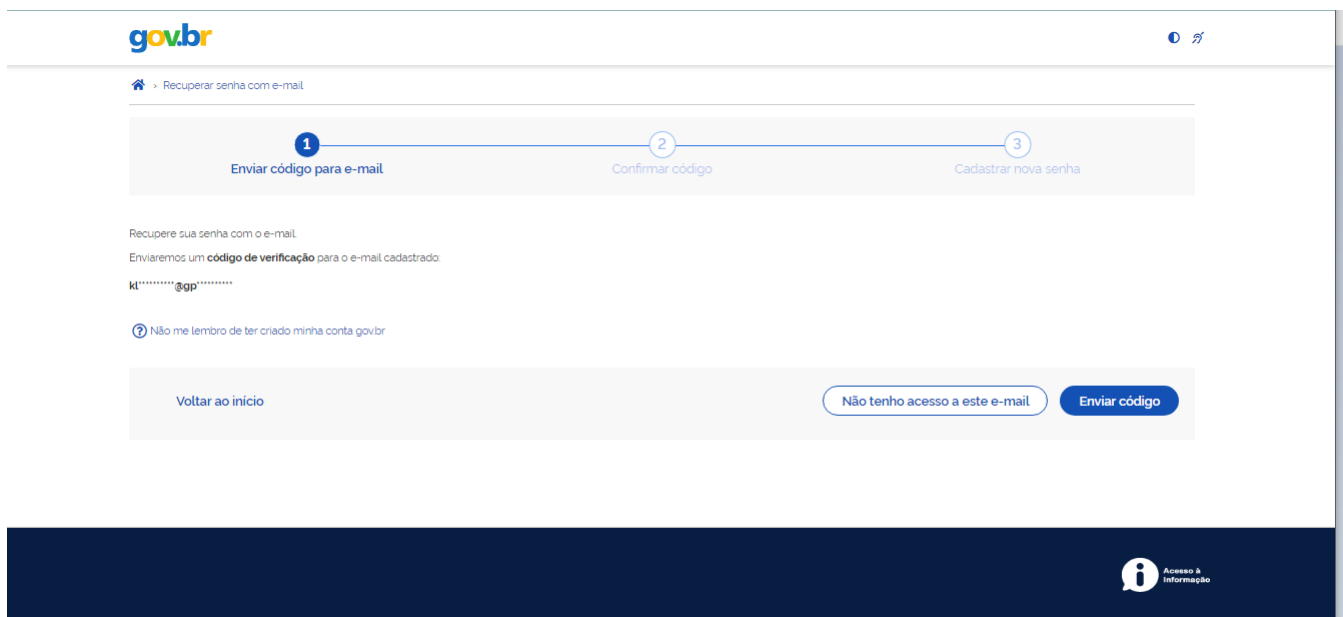 gov.br
Recuperar senha com e-mail
1
2
3
Enviar código para e-mail
Confirmar código
Cadastrar nova senha
Recupere sua senha com o e-mail.
Enviaremos um código de verificação para o e-mail cadastrado:
kl**********@gp**********
Não me lembro de ter criado minha conta gov.br
Voltar ao início
Não tenho acesso a este e-mail
Enviar código
Acesso à
Informação